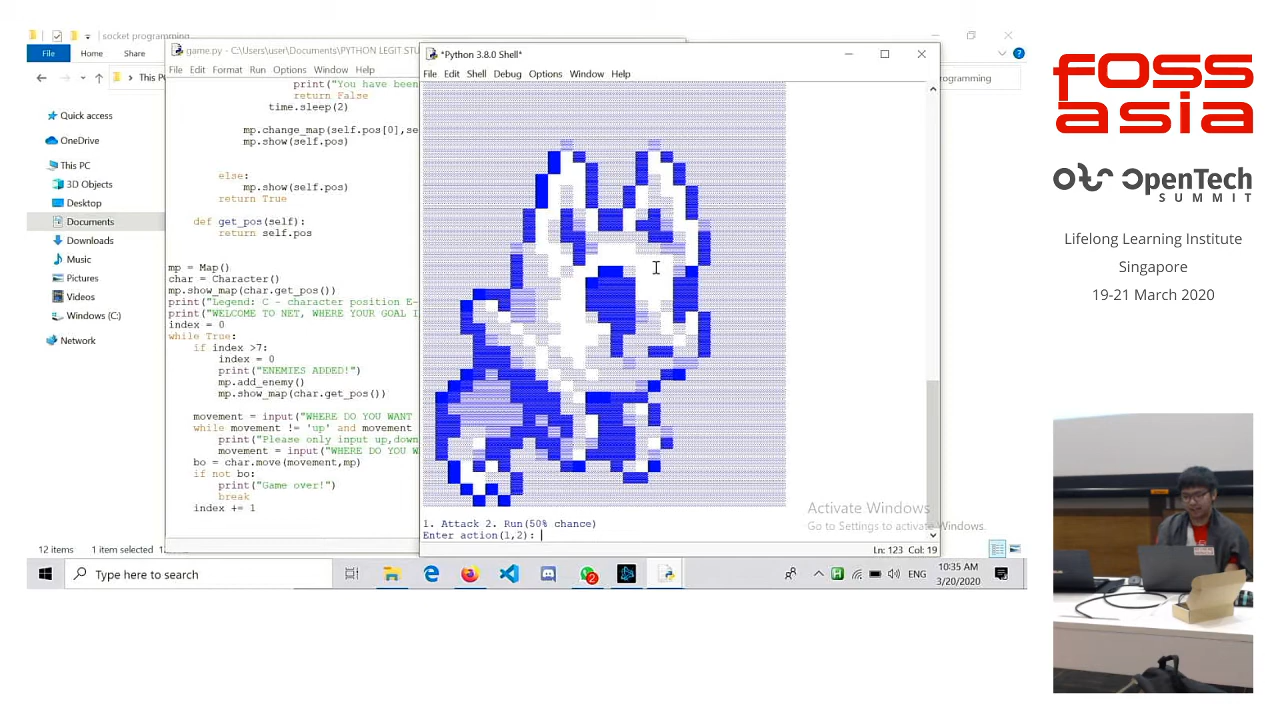 socket programming
File
Home
Share
This P
rogramming
Quick access
OneDrive
This PC
3D Objects
Desktop
Documents
Downloads
Music
Pictures
Videos
Windows (C:)
Network
12 items
1 item selected
game.py - C:\Users\user\Documents\PYTHON LEGIT STU
File Edit Format Run Options Window Help
print("You have been
return False
time.sleep(2)
mp.change_map(self.pos[0],se
mp.show(self.pos)
else:
mp.show(self.pos)
return True
def get_pos(self):
return self.pos
mp = Map()
char = Character()
mp.show_map(char.get_pos())
print("Legend: C - character position E-
print("WELCOME TO NET, WHERE YOUR GOAL I
index = 0
while True:
if index >7:
index = 0
print("ENEMIES ADDED!")
mp.add_enemy()
mp.show_map(char.get_pos())
movement = input("WHERE DO YOU WANT
while movement != 'up' and movement
print("Please only input up,down
movement = input("WHERE DO YOU W
bo = char.move(movement,mp)
if not bo:
print("Game over!")
break
index += 1
*Python 3.8.0 Shell*
File Edit Shell Debug Options Window Help
1. Attack 2. Run(50% chance)
Enter action(1,2):
Activate Windows
Go to Settings to activate Windows.
Ln: 123 Col: 19
Type here to search
2
ENG
10:35 AM
3/20/2020
FOSS
asia
OpenTech
SUMMIT
Lifelong Learning Institute
Singapore
19-21 March 2020